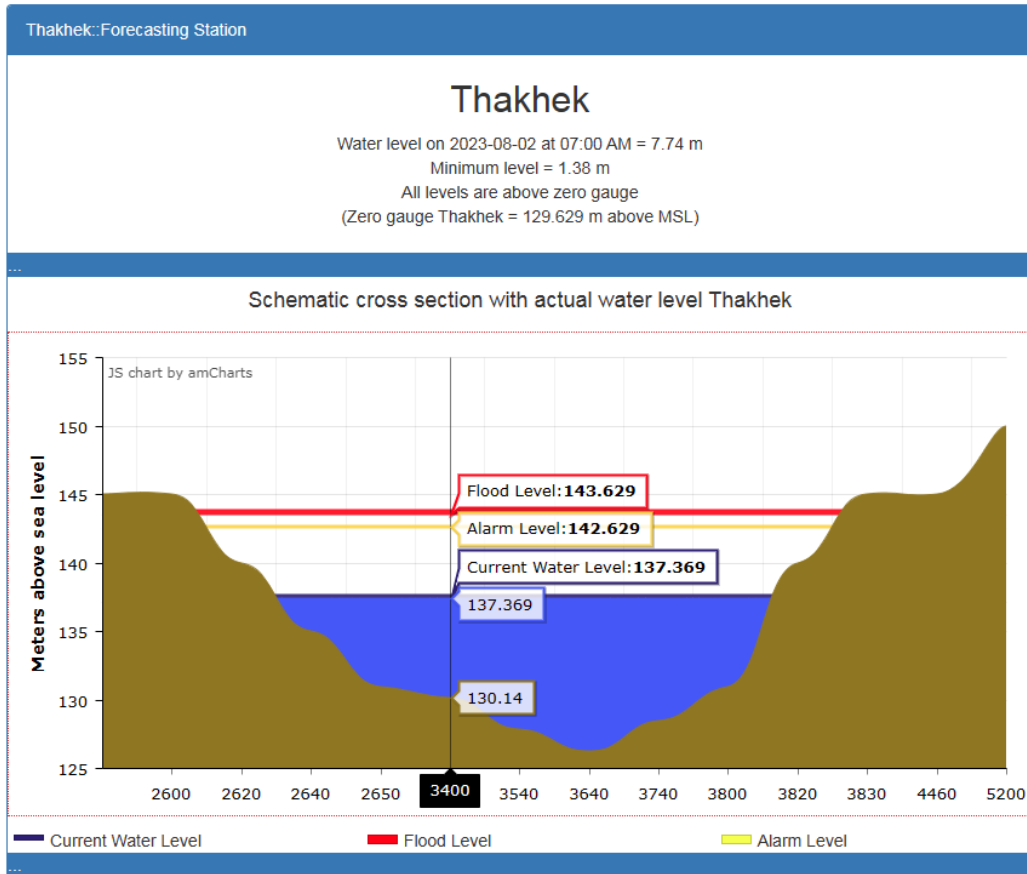 Thakhek::Forecasting Station
Thakhek
Water level on 2023-08-02 at 07:00 AM = 7.74 m
Minimum level = 1.38 m
All levels are above zero gauge
(Zero gauge Thakhek = 129.629 m above MSL)
...
Schematic cross section with actual water level Thakhek
JS chart by amCharts
Meters above sea level
155
150
145
140
135
130
125
Flood Level:143.629
Alarm Level:142.629
Current Water Level:137.369
137.369
130.14
2600 2620 2640 2650 3400 3540 3640 3740 3800 3820 3830 4460 5200
Current Water Level Flood Level Alarm Level
...